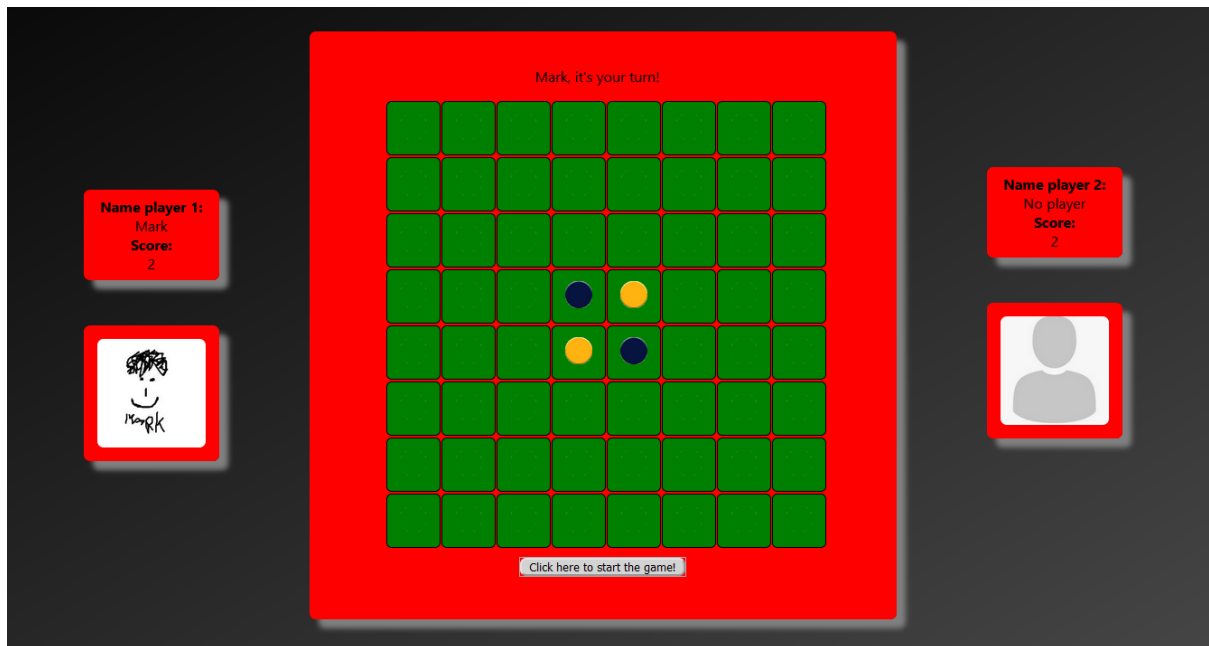 Mark, it's your turn!
Name player 1:
Mark
Score:
2
MaRK
Name player 2:
No player
Score:
2
Click here to start the game!